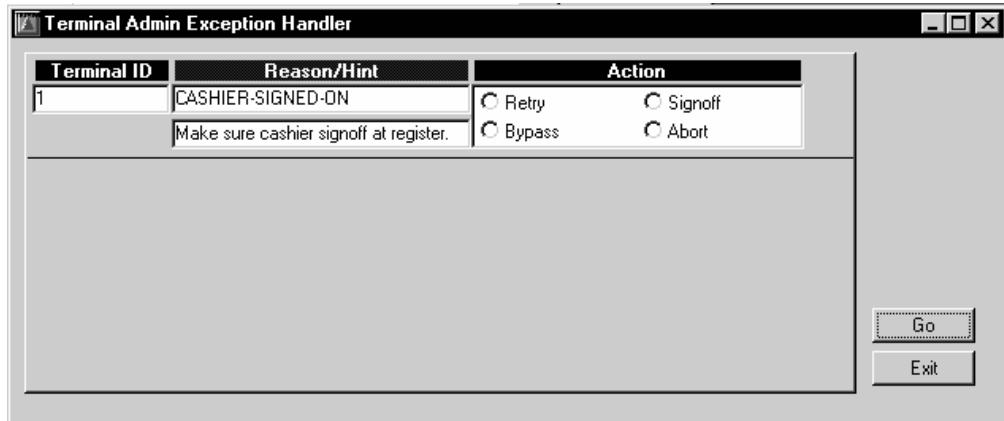 Terminal Admin Exception Handler
Terminal ID Reason/Hint Action
1 CASHIER-SIGNED-ON Retry Signoff
Make sure cashier signoff at register. Bypass Abort
Go
Exit